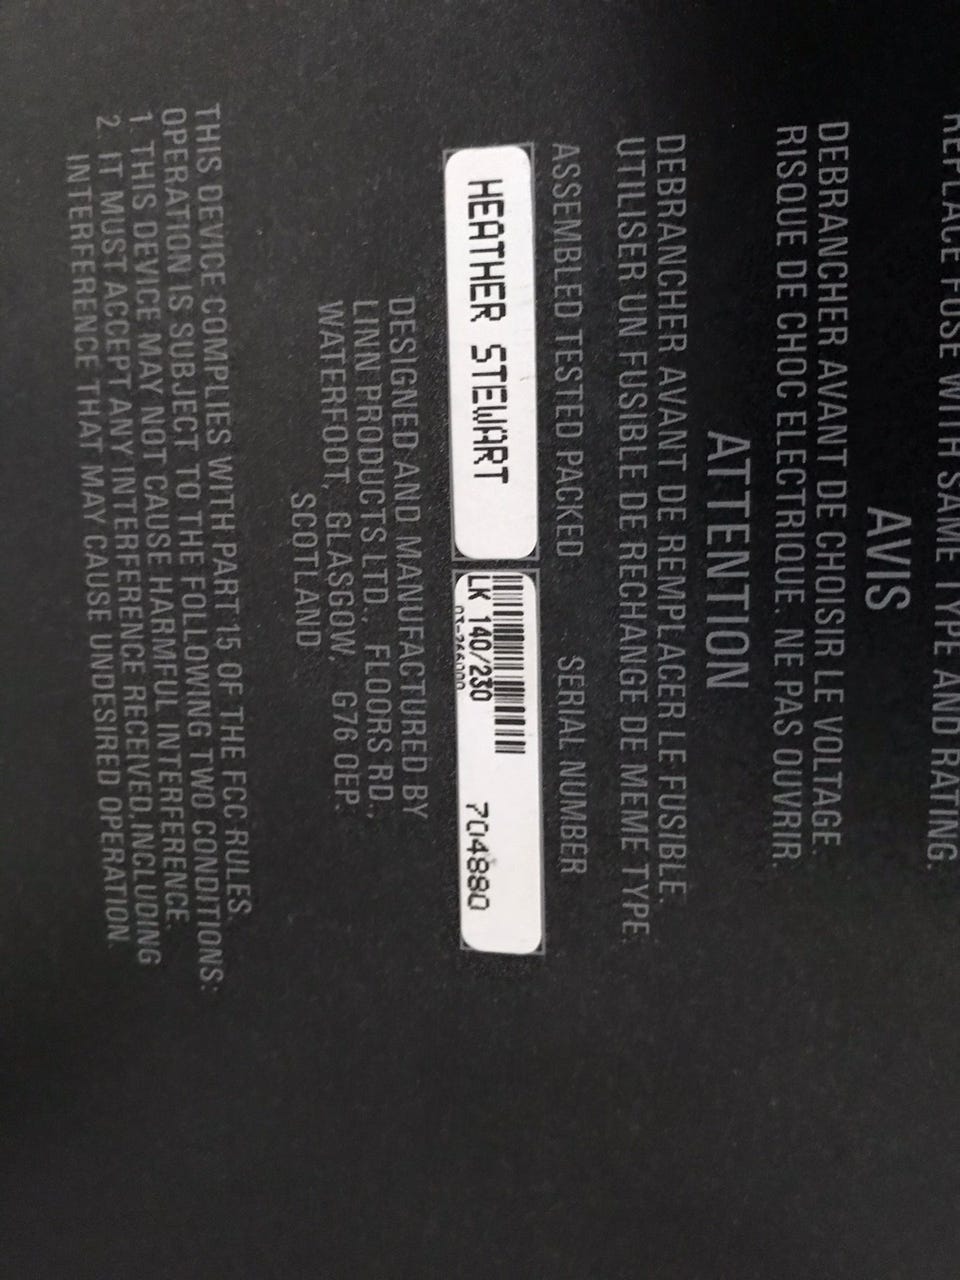 REPLACE FUSE WITH SAME TYPE AND RATING.
AVIS
DEBRANCHER AVANT DE CHOISIR LE VOLTAGE.
RISQUE DE CHOC ELECTRIQUE. NE PAS OUVRIR.
ATTENTION
DEBRANCHER AVANT DE REMPLACER LE FUSIBLE.
UTILISER UN FUSIBLE DE RECHANGE DE MEME TYPE.
ASSEMBLED TESTED PACKED SERIAL NUMBER
HEATHER STEWART
LK 140/230 704880
DESIGNED AND MANUFACTURED BY
LINN PRODUCTS LTD., FLOORS RD.,
WATERFOOT, GLASGOW, G76 0EP.
SCOTLAND
THIS DEVICE COMPLIES WITH PART 15 OF THE FCC RULES.
OPERATION IS SUBJECT TO THE FOLLOWING TWO CONDITIONS:
1. THIS DEVICE MAY NOT CAUSE HARMFUL INTERFERENCE.
2. IT MUST ACCEPT ANY INTERFERENCE RECEIVED, INCLUDING
INTERFERENCE THAT MAY CAUSE UNDESIRED OPERATION.